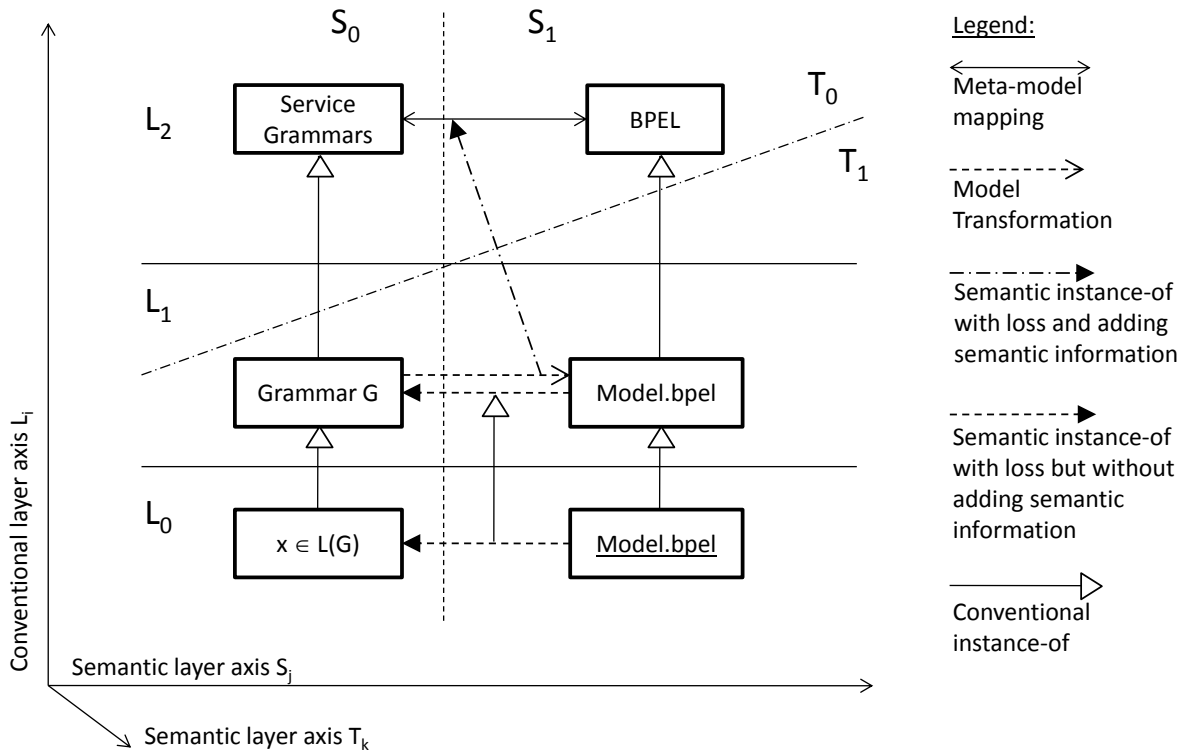 S₀
S₁
Legend:
T₀
L₂
Service
Grammars
BPEL
Meta-model
mapping
T₁
Model
Transformation
L₁
Semantic instance-of
with loss and adding
semantic information
Grammar G
Model.bpel
Semantic instance-of
with loss but without
adding semantic
information
L₀
x ∈ L(G)
Model.bpel
Conventional
instance-of
Conventional layer axis Lᵢ
Semantic layer axis Sⱼ
Semantic layer axis Tₖ